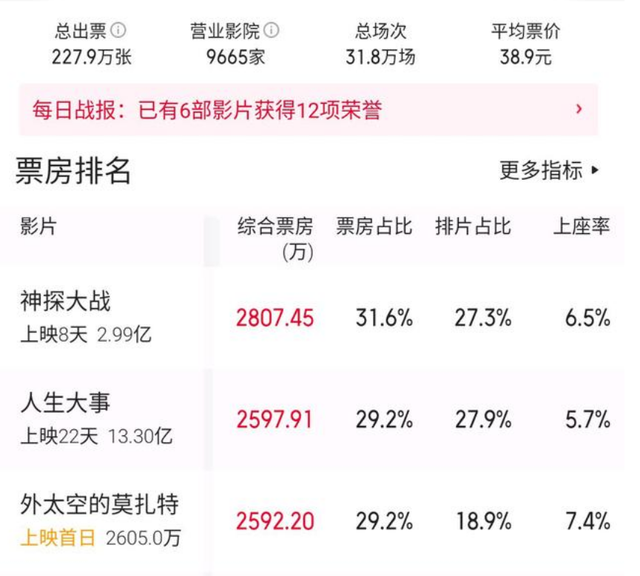 总出票 营业影院 总场次 平均票价
227.9万张 9665家 31.8万场 38.9元
每日战报：已有6部影片获得12项荣誉
票房排名 更多指标
影片 综合票房 票房占比 排片占比 上座率
(万)
神探大战
2807.45 31.6% 27.3% 6.5%
上映8天 2.99亿
人生大事
2597.91 29.2% 27.9% 5.7%
上映22天 13.30亿
外太空的莫扎特
2592.20 29.2% 18.9% 7.4%
上映首日 2605.0万